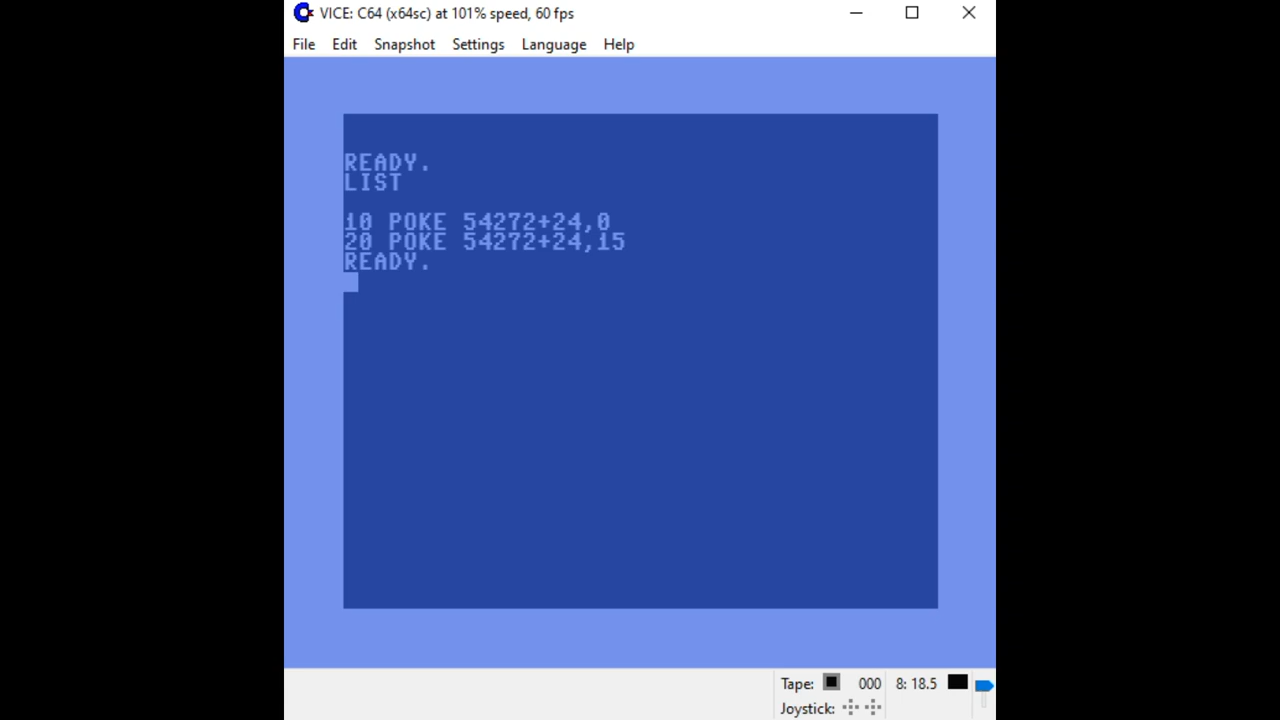 VICE: C64 (x64sc) at 101% speed, 60 fps
File Edit Snapshot Settings Language Help
READY.
LIST
10 POKE 54272+24,0
20 POKE 54272+24,15
READY.
Tape: 000 8: 18.5
Joystick: